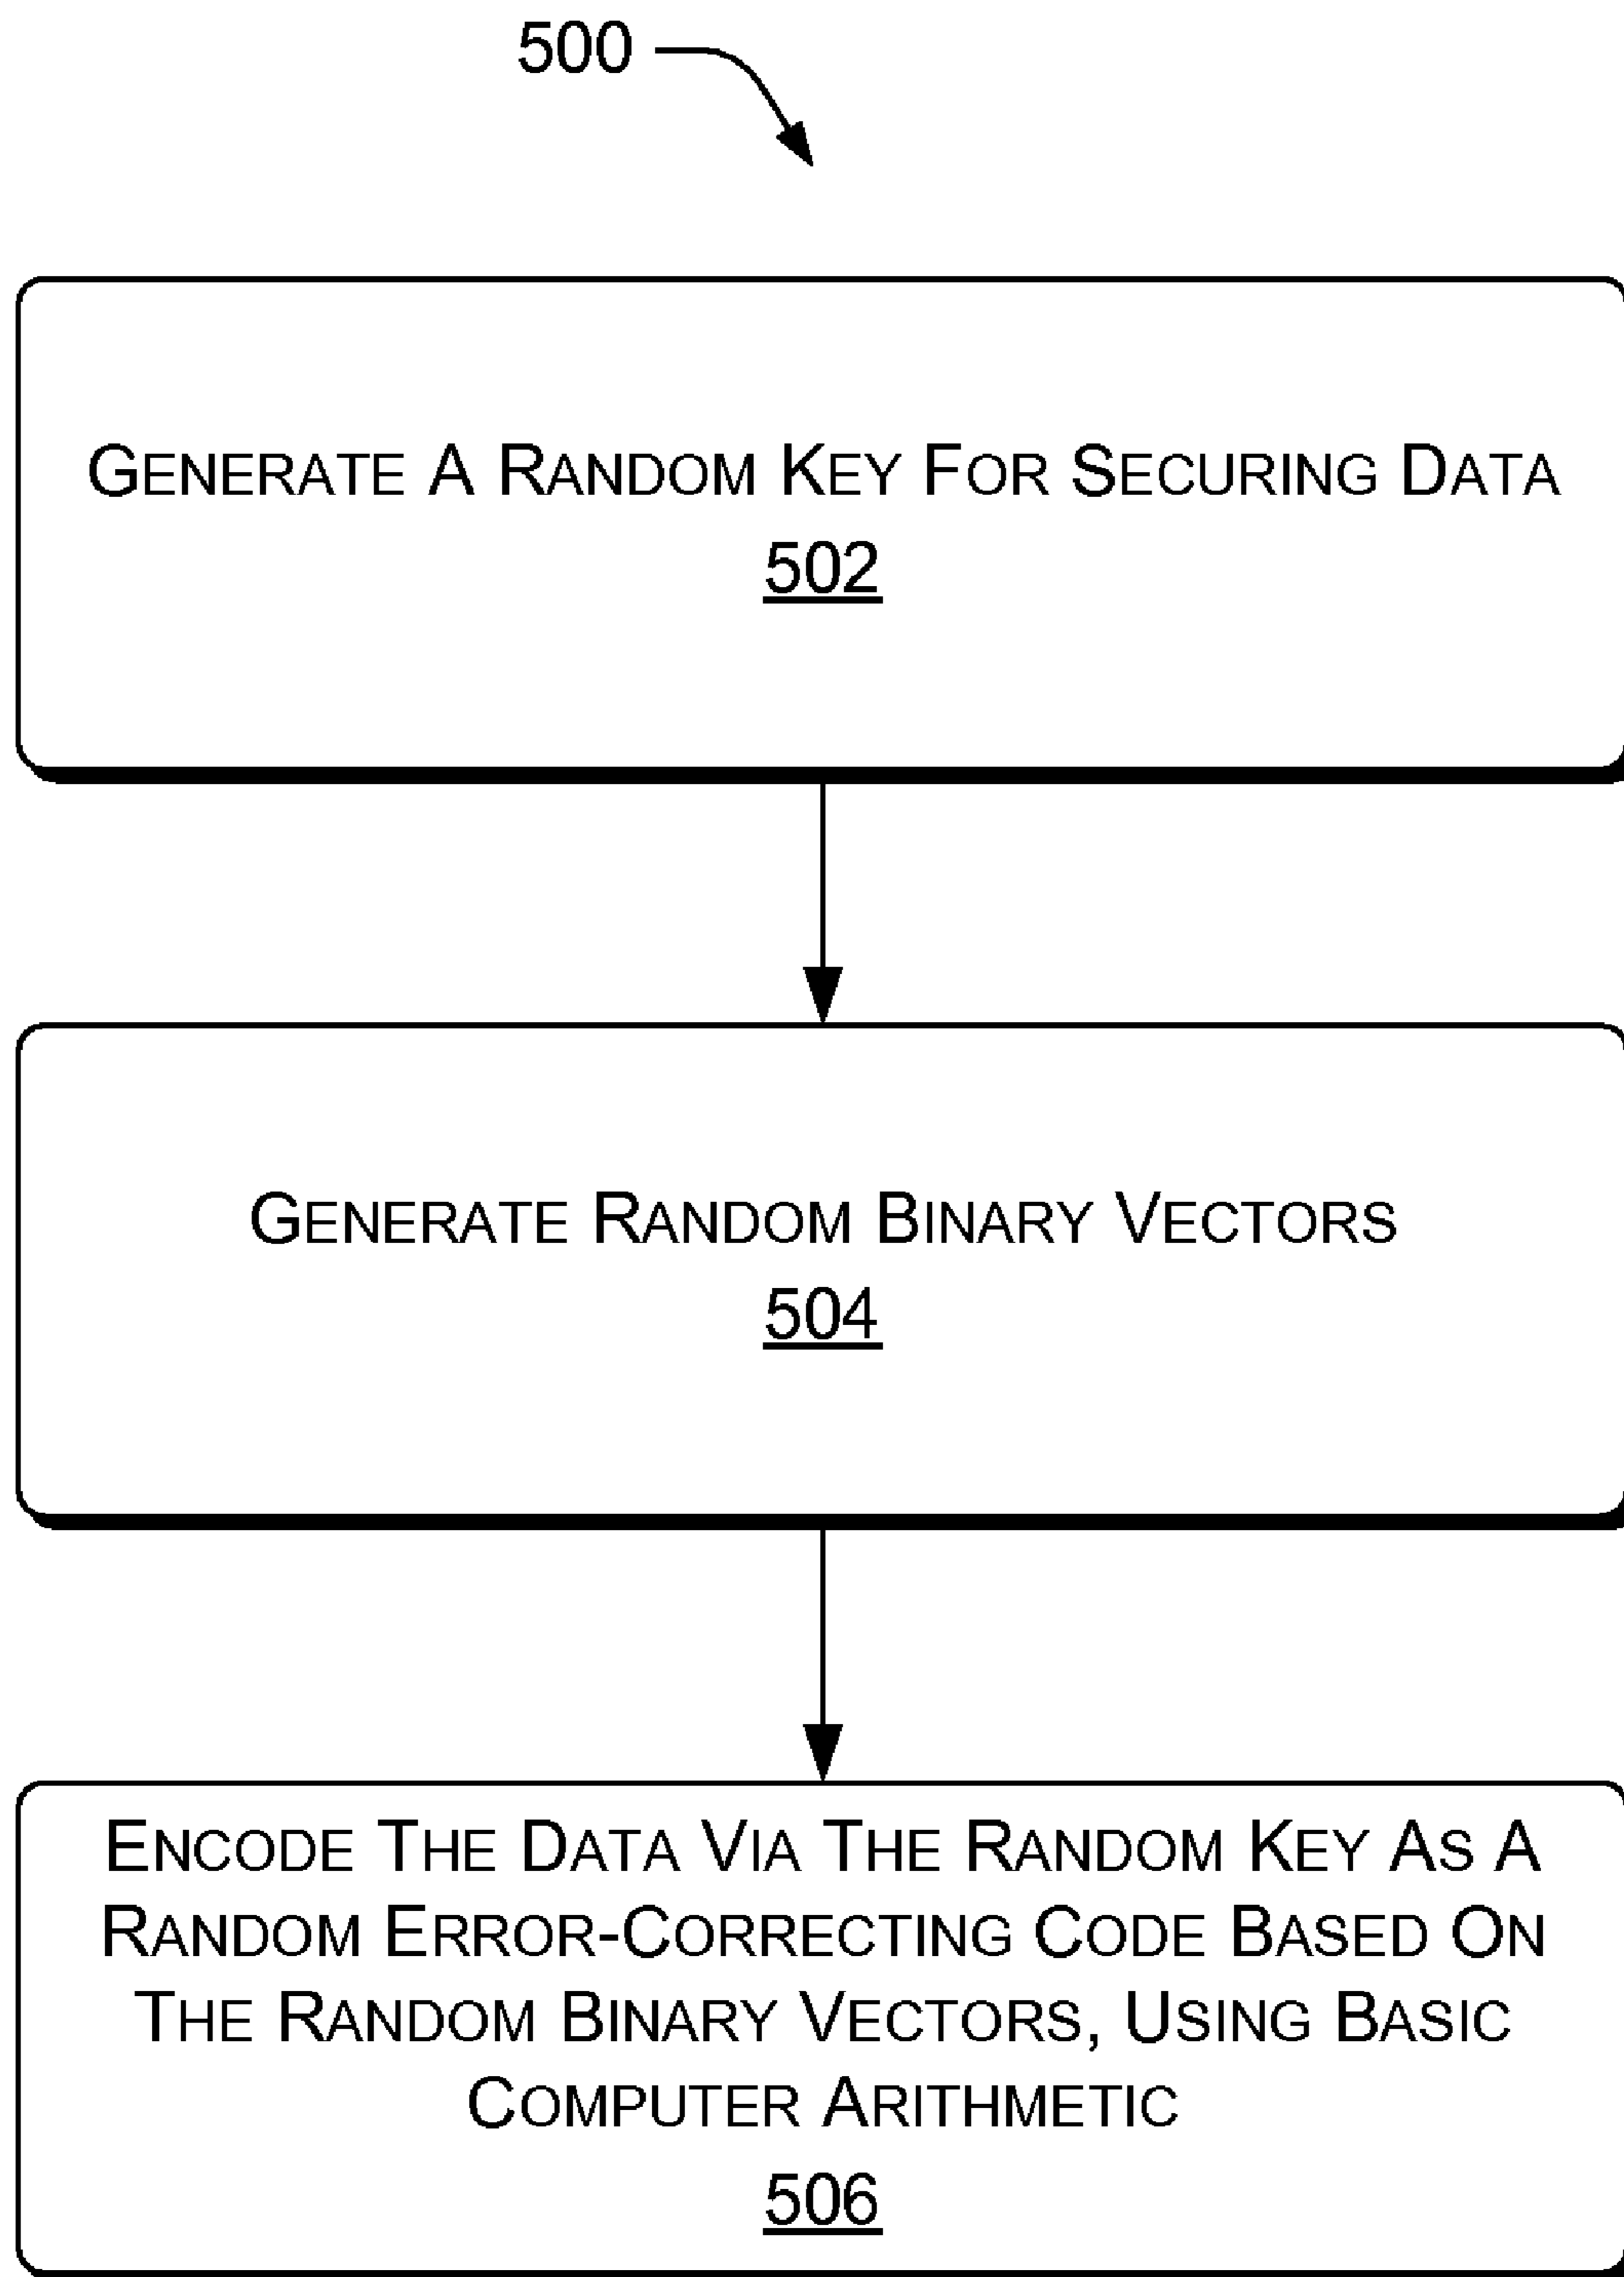 500
GENERATE A RANDOM KEY FOR SECURING DATA
502
GENERATE RANDOM BINARY VECTORS
504
ENCODE THE DATA VIA THE RANDOM KEY AS A
RANDOM ERROR-CORRECTING CODE BASED ON
THE RANDOM BINARY VECTORS, USING BASIC
COMPUTER ARITHMETIC
506